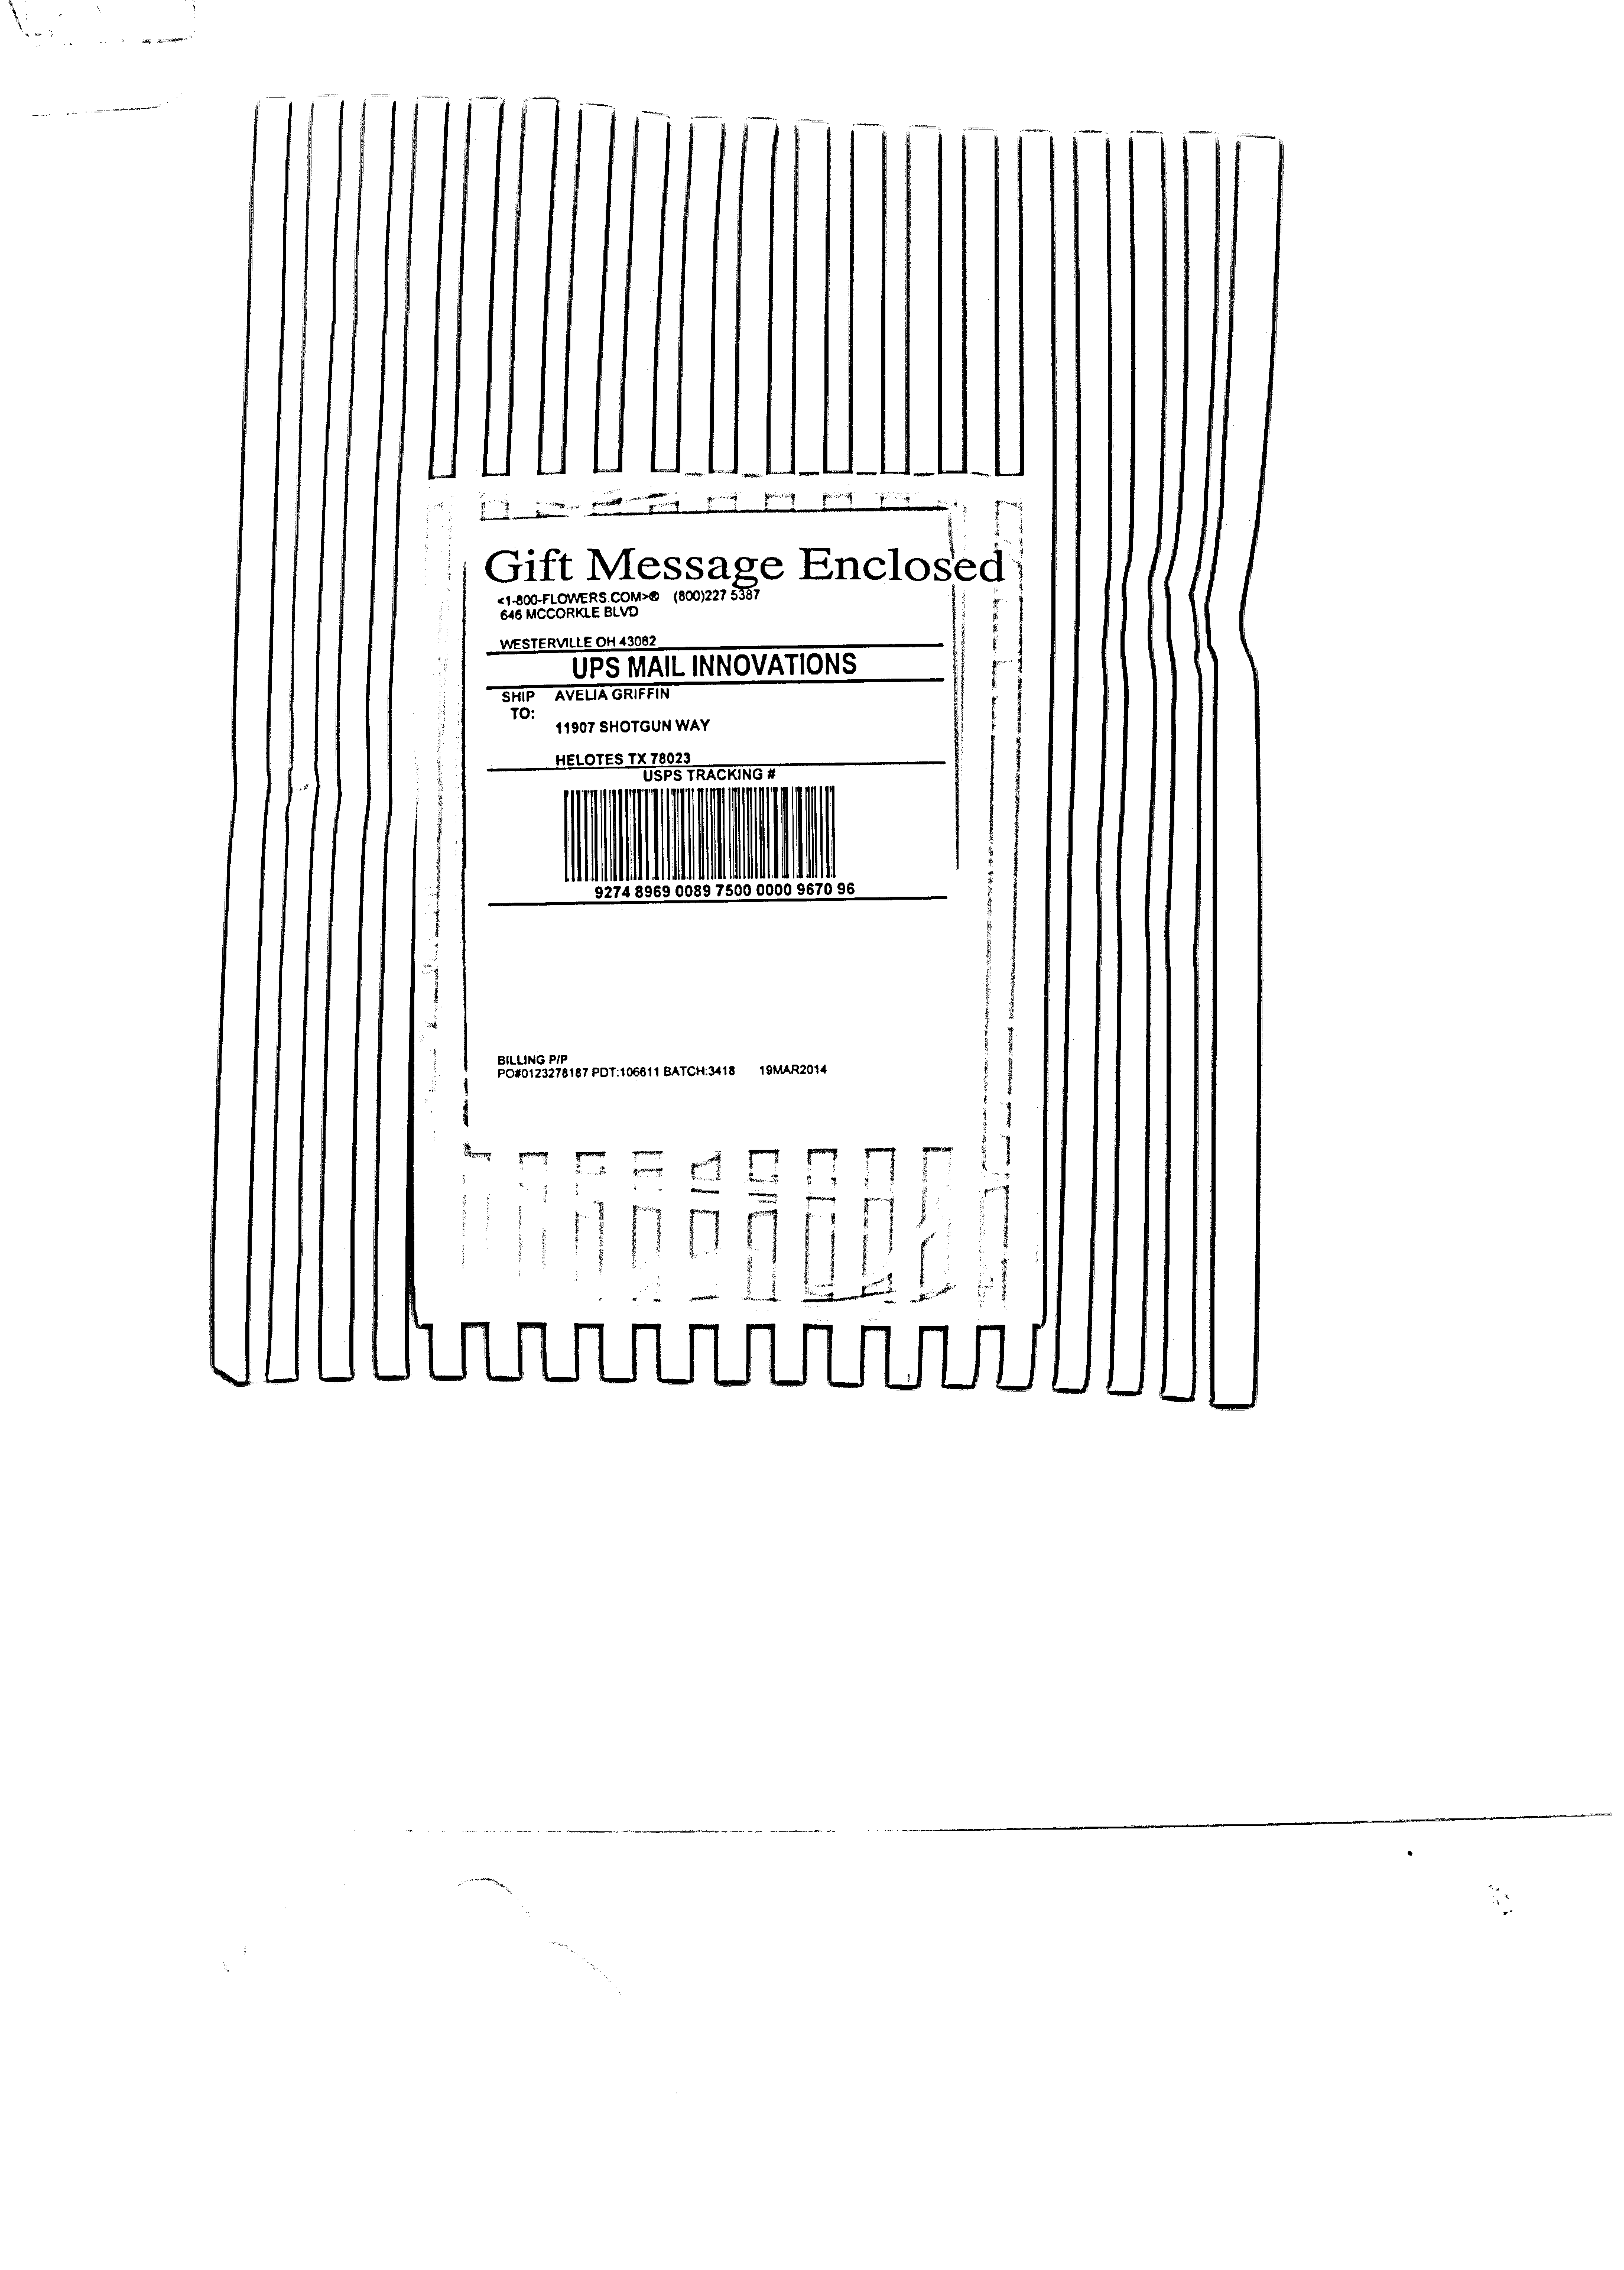 Gift Message Enclosed
<1-800-FLOWERS.COM>® (800)227 5387
646 MCCORKLE BLVD
WESTERVILLE OH 43082
UPS MAIL INNOVATIONS
SHIP AVELIA GRIFFIN
TO:
11907 SHOTGUN WAY
HELOTES TX 78023
USPS TRACKING #
9274 8969 0089 7500 0000 9670 96
BILLING P/P
PO#0123278187 PDT:106611 BATCH:3418 19MAR2014